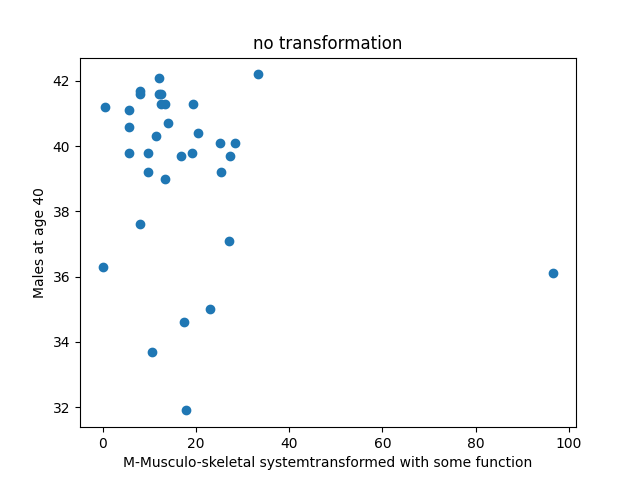 no transformation
42
40
38
36
34
32
Males at age 40
0 20 40 60 80 100
M-Musculo-skeletal systemtransformed with some function